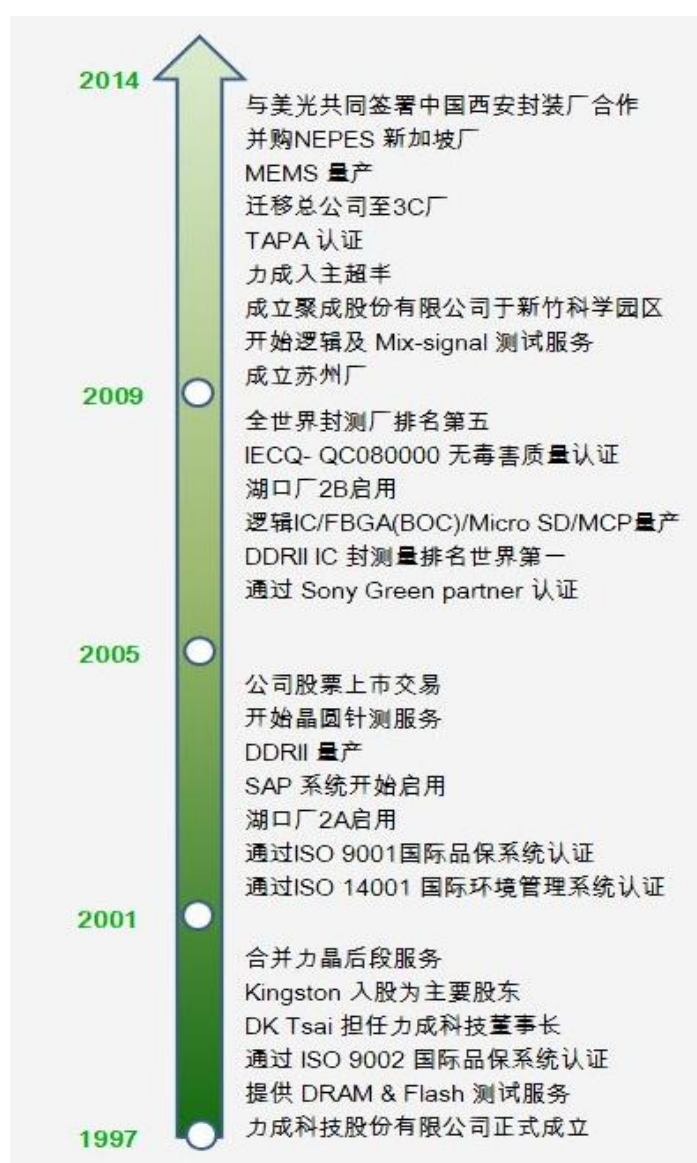 2014
与美光共同签署中国西安封装厂合作
并购NEPES 新加坡厂
MEMS 量产
迁移总公司至3C厂
TAPA 认证
力成入主超丰
成立聚成股份有限公司于新竹科学园区
开始逻辑及 Mix-signal 测试服务
成立苏州厂
2009
全世界封测厂排名第五
IECQ- QC080000 无毒害质量认证
湖口厂2B启用
逻辑IC/FBGA(BOC)/Micro SD/MCP量产
DDRII IC 封测量排名世界第一
通过 Sony Green partner 认证
2005
公司股票上市交易
开始晶圆针测服务
DDRII 量产
SAP 系统开始启用
湖口厂2A启用
通过ISO 9001国际品保系统认证
通过ISO 14001 国际环境管理系统认证
2001
合并力晶后段服务
Kingston 入股为主要股东
DK Tsai 担任力成科技董事长
通过 ISO 9002 国际品保系统认证
提供 DRAM & Flash 测试服务
力成科技股份有限公司正式成立
1997